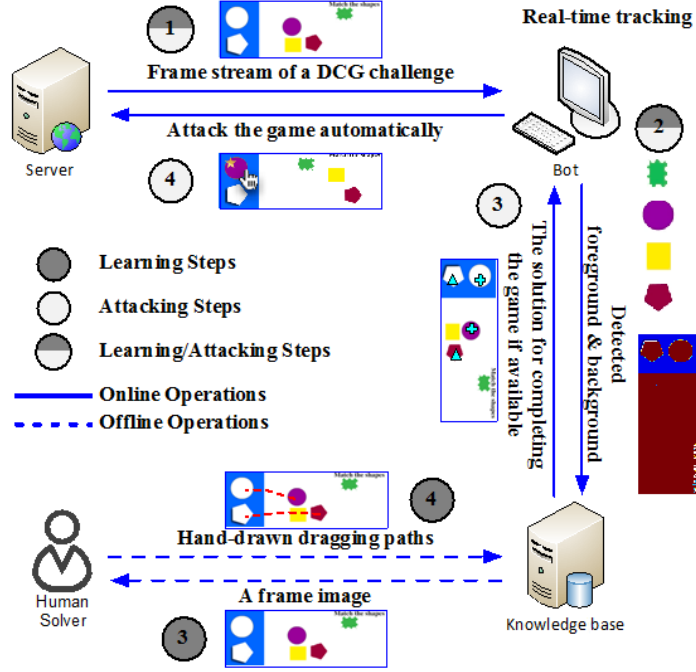 Match the shapes
Real-time tracking
1
Frame stream of a DCG challenge
Attack the game automatically
2
Server
Bot
4
3
The solution for completing
the game if available
Detected
foreground & background
Learning Steps
Attacking Steps
Learning/Attacking Steps
Match the shapes
Online Operations
Offline Operations
Match the shapes
4
Hand-drawn dragging paths
A frame image
Human
Solver
Knowledge base
3
Match the shapes